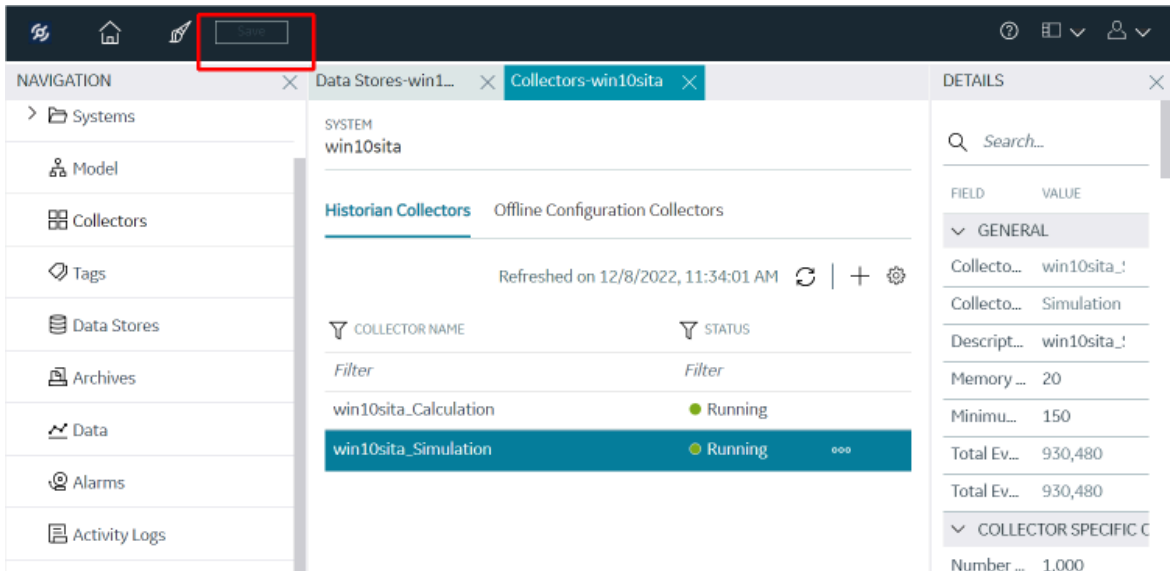 Save
NAVIGATION
Systems
Model
Collectors
Tags
Data Stores
Archives
Data
Alarms
Activity Logs
Data Stores-win1...
Collectors-win10sita
SYSTEM
win10sita
Historian Collectors Offline Configuration Collectors
Refreshed on 12/8/2022, 11:34:01 AM
COLLECTOR NAME STATUS
Filter Filter
win10sita_Calculation Running
win10sita_Simulation Running
DETAILS
Search...
FIELD VALUE
GENERAL
Collecto... win10sita_
Collecto... Simulation
Descript... win10sita_
Memory ... 20
Minimu... 150
Total Ev... 930,480
Total Ev... 930,480
COLLECTOR SPECIFIC
Number ... 1,000